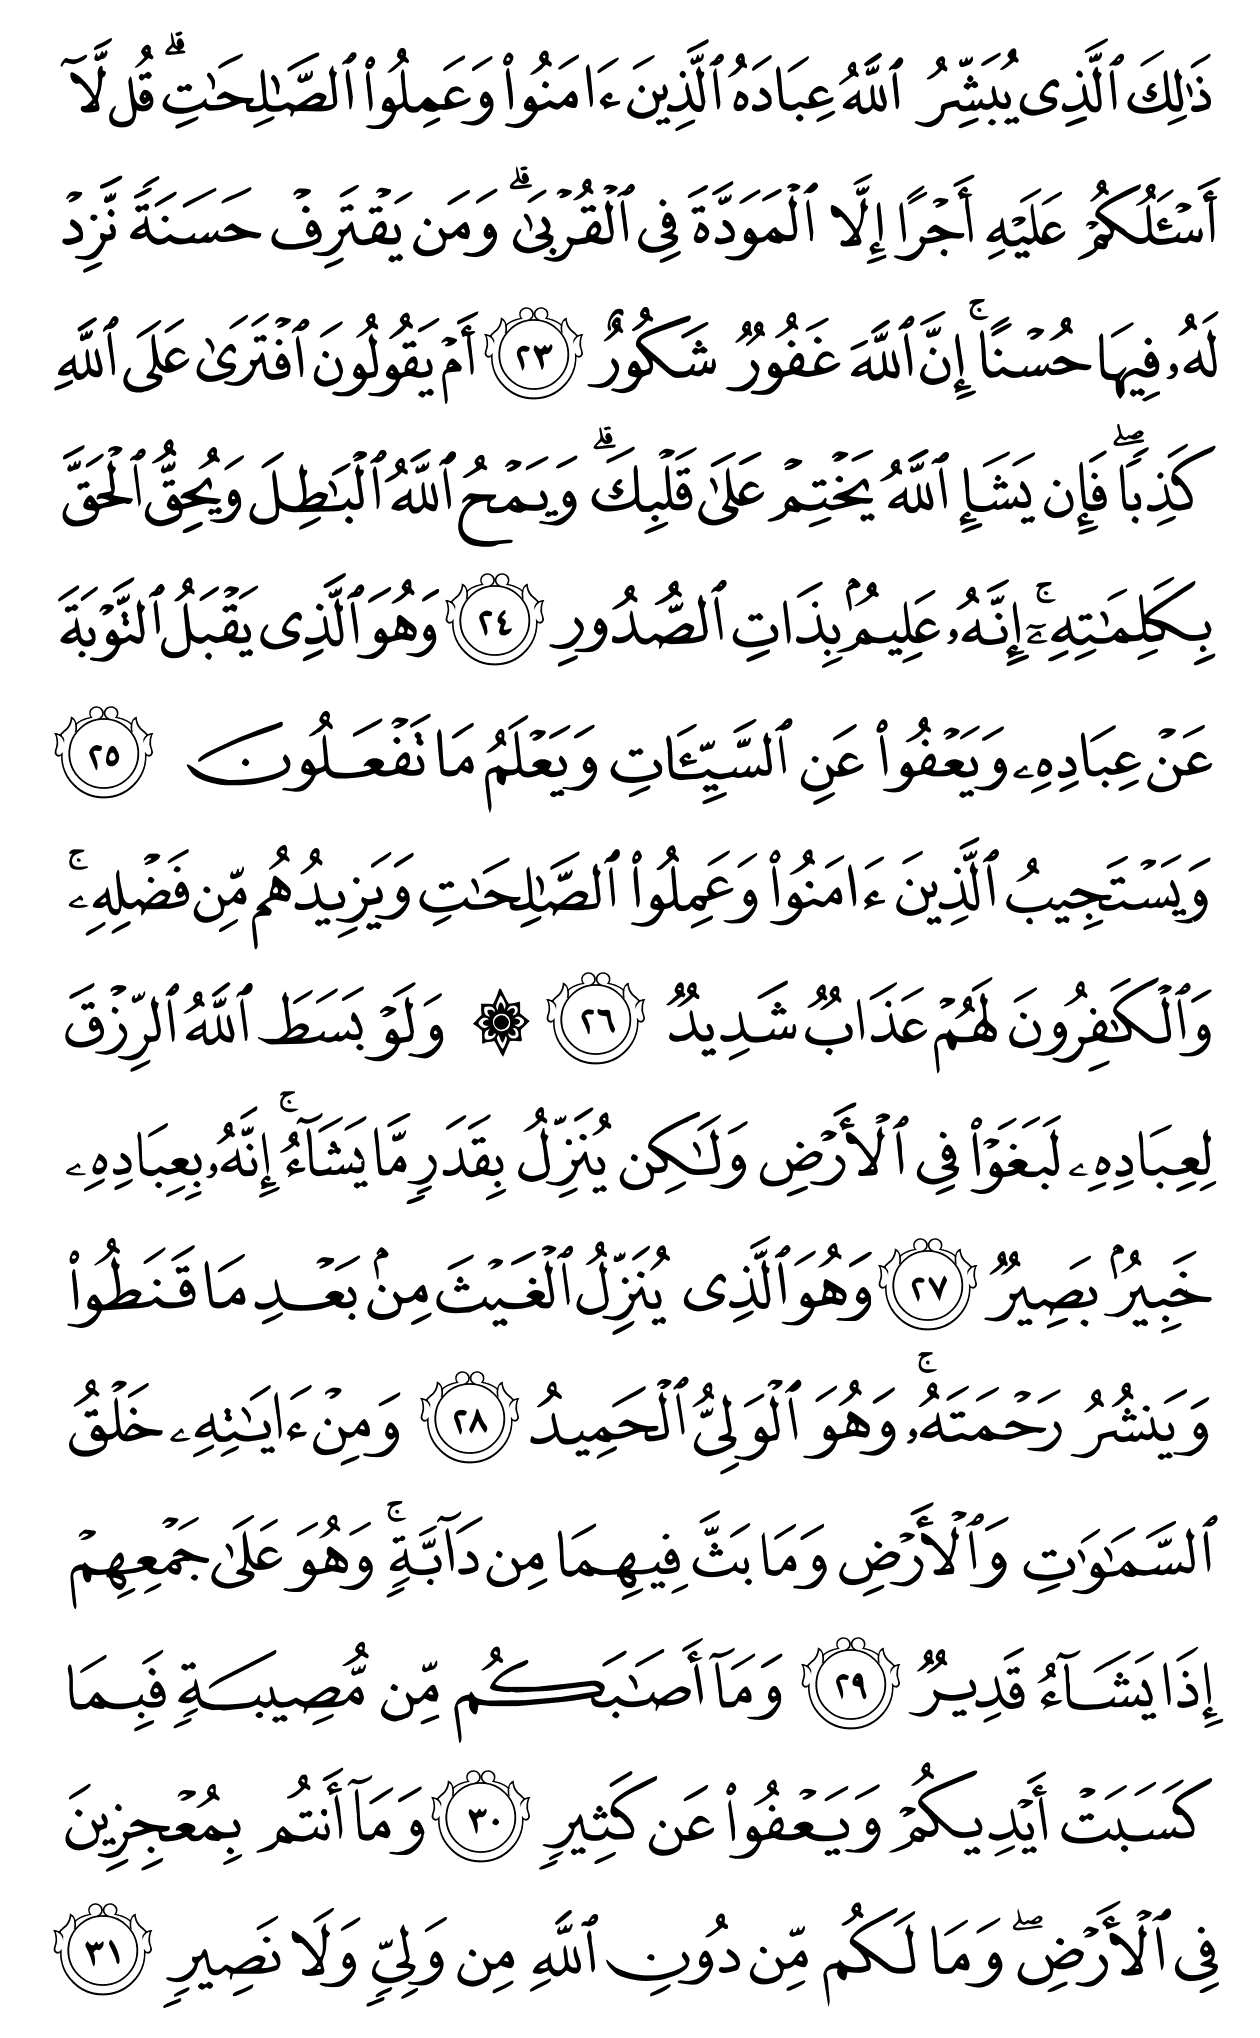 ذَٰلِكَ ٱلَّذِى يُبَشِّرُ ٱللَّهُ عِبَادَهُ ٱلَّذِينَ ءَامَنُوا۟ وَعَمِلُوا۟ ٱلصَّـٰلِحَـٰتِ ۗ قُل لَّآ
أَسْـَٔلُكُمْ عَلَيْهِ أَجْرًا إِلَّا ٱلْمَوَدَّةَ فِى ٱلْقُرْبَىٰ ۗ وَمَن يَقْتَرِفْ حَسَنَةً نَّزِدْ
لَهُۥ فِيهَا حُسْنًا ۚ إِنَّ ٱللَّهَ غَفُورٌ شَكُورٌ ٢٣ أَمْ يَقُولُونَ ٱفْتَرَىٰ عَلَى ٱللَّهِ
كَذِبًا ۖ فَإِن يَشَإِ ٱللَّهُ يَخْتِمْ عَلَىٰ قَلْبِكَ ۗ وَيَمْحُ ٱللَّهُ ٱلْبَـٰطِلَ وَيُحِقُّ ٱلْحَقَّ
بِكَلِمَـٰتِهِۦٓ ۚ إِنَّهُۥ عَلِيمٌۢ بِذَاتِ ٱلصُّدُورِ ٢٤ وَهُوَ ٱلَّذِى يَقْبَلُ ٱلتَّوْبَةَ
عَنْ عِبَادِهِۦ وَيَعْفُوا۟ عَنِ ٱلسَّيِّـَٔاتِ وَيَعْلَمُ مَا تَفْعَلُونَ ٢٥
وَيَسْتَجِيبُ ٱلَّذِينَ ءَامَنُوا۟ وَعَمِلُوا۟ ٱلصَّـٰلِحَـٰتِ وَيَزِيدُهُم مِّن فَضْلِهِۦ ۚ
وَٱلْكَـٰفِرُونَ لَهُمْ عَذَابٌ شَدِيدٌ ٢٦ ۞ وَلَوْ بَسَطَ ٱللَّهُ ٱلرِّزْقَ
لِعِبَادِهِۦ لَبَغَوْا۟ فِى ٱلْأَرْضِ وَلَـٰكِن يُنَزِّلُ بِقَدَرٍ مَّا يَشَآءُ ۚ إِنَّهُۥ بِعِبَادِهِۦ
خَبِيرٌۢ بَصِيرٌ ٢٧ وَهُوَ ٱلَّذِى يُنَزِّلُ ٱلْغَيْثَ مِنۢ بَعْدِ مَا قَنَطُوا۟
وَيَنشُرُ رَحْمَتَهُۥ ۚ وَهُوَ ٱلْوَلِىُّ ٱلْحَمِيدُ ٢٨ وَمِنْ ءَايَـٰتِهِۦ خَلْقُ
ٱلسَّمَـٰوَٰتِ وَٱلْأَرْضِ وَمَا بَثَّ فِيهِمَا مِن دَآبَّةٍ ۚ وَهُوَ عَلَىٰ جَمْعِهِمْ
إِذَا يَشَآءُ قَدِيرٌ ٢٩ وَمَآ أَصَـٰبَكُم مِّن مُّصِيبَةٍ فَبِمَا
كَسَبَتْ أَيْدِيكُمْ وَيَعْفُوا۟ عَن كَثِيرٍ ٣٠ وَمَآ أَنتُم بِمُعْجِزِينَ
فِى ٱلْأَرْضِ ۖ وَمَا لَكُم مِّن دُونِ ٱللَّهِ مِن وَلِىٍّ وَلَا نَصِيرٍ ٣١